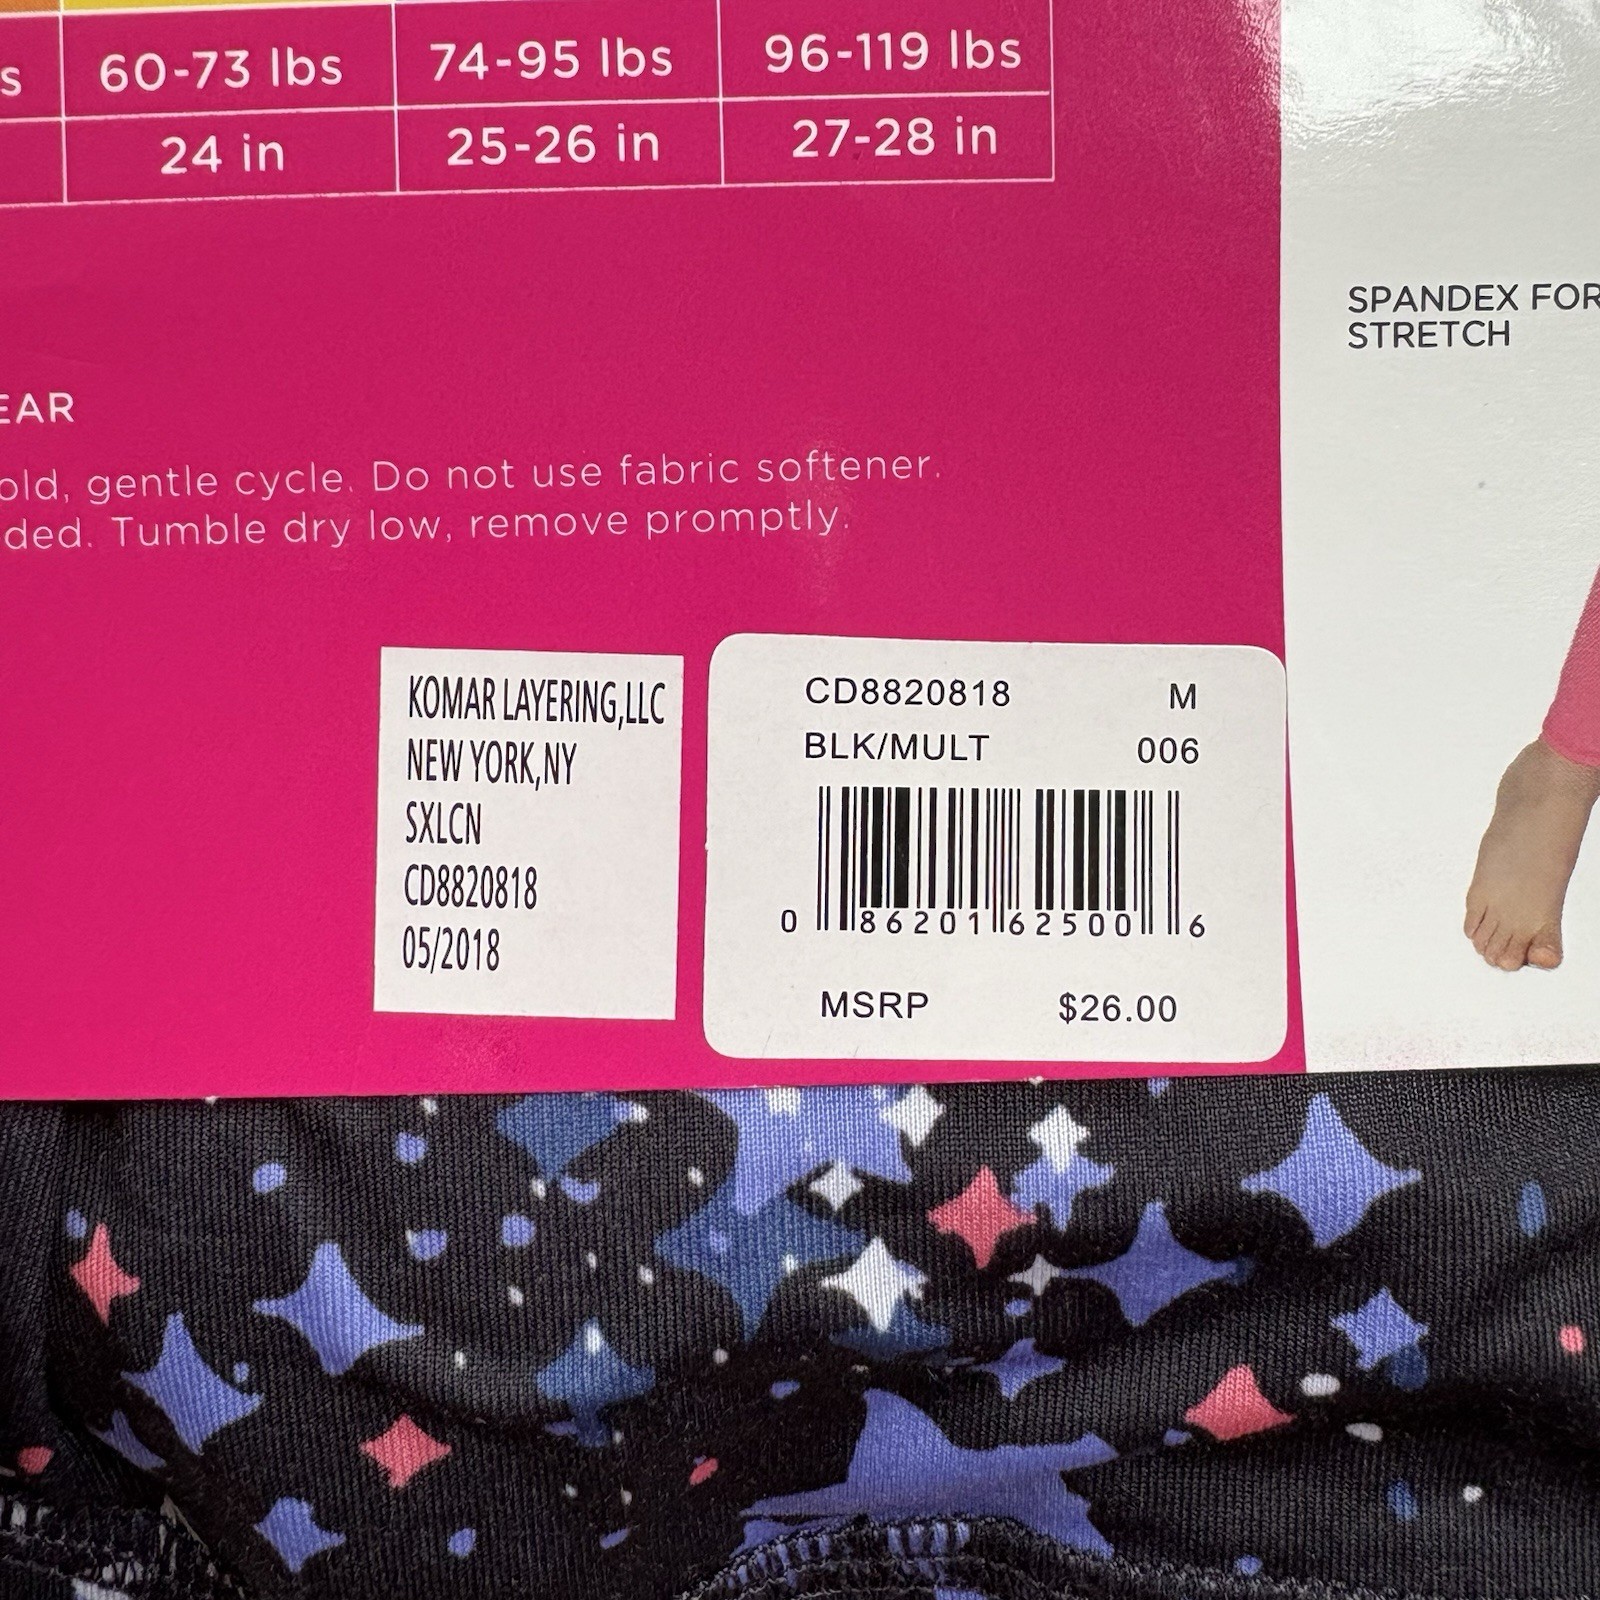 s 60-73 lbs 74-95 lbs 96-119 lbs
24 in 25-26 in 27-28 in
SPANDEX FOR
STRETCH
EAR
old, gentle cycle. Do not use fabric softener.
ded. Tumble dry low, remove promptly.
KOMAR LAYERING,LLC
NEW YORK,NY
SXLCN
CD8820818
05/2018
CD8820818 M
BLK/MULT 006
0 86201 62500 6
MSRP $26.00